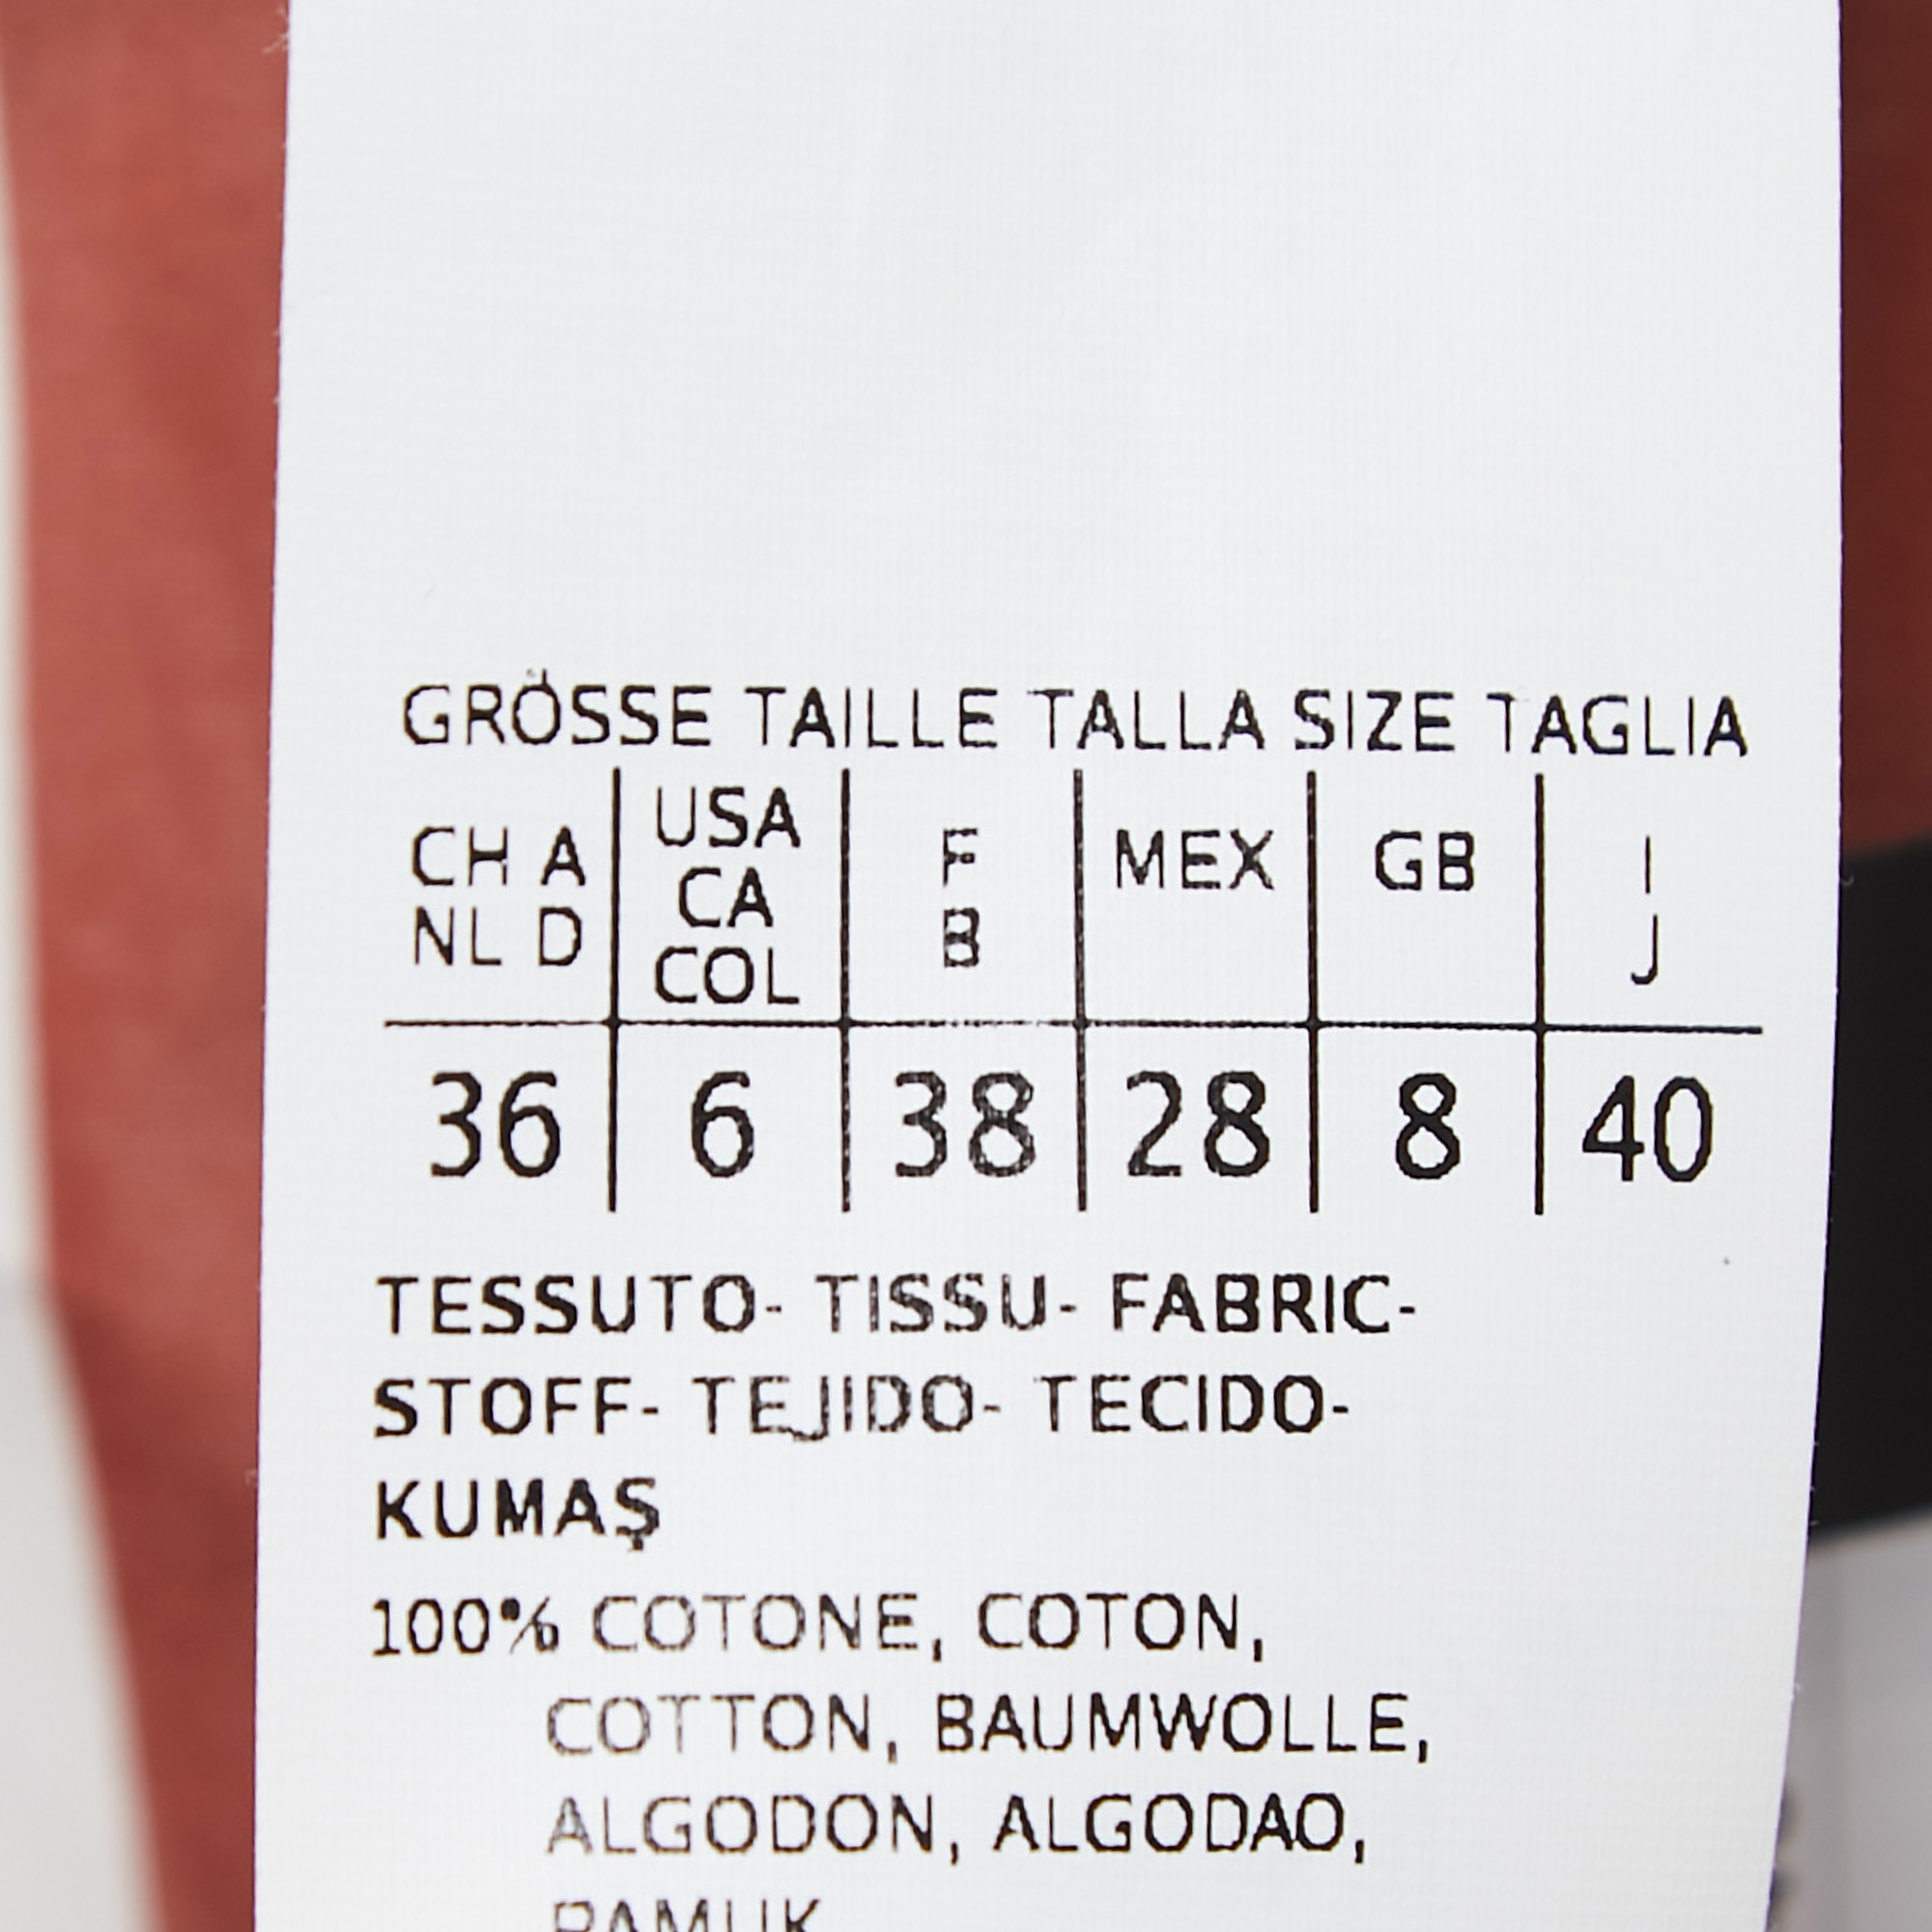 GRÖSSE TAILLE TALLA SIZE TAGLIA
CH A
NL D
USA
CA
COL
F
B
MEX
GB
I
J
36 6 38 28 8 40
TESSUTO- TISSU- FABRIC-
STOFF- TEJIDO- TECIDO-
KUMAŞ
100% COTONE, COTON,
COTTON, BAUMWOLLE,
ALGODON, ALGODAO,
PAMUK